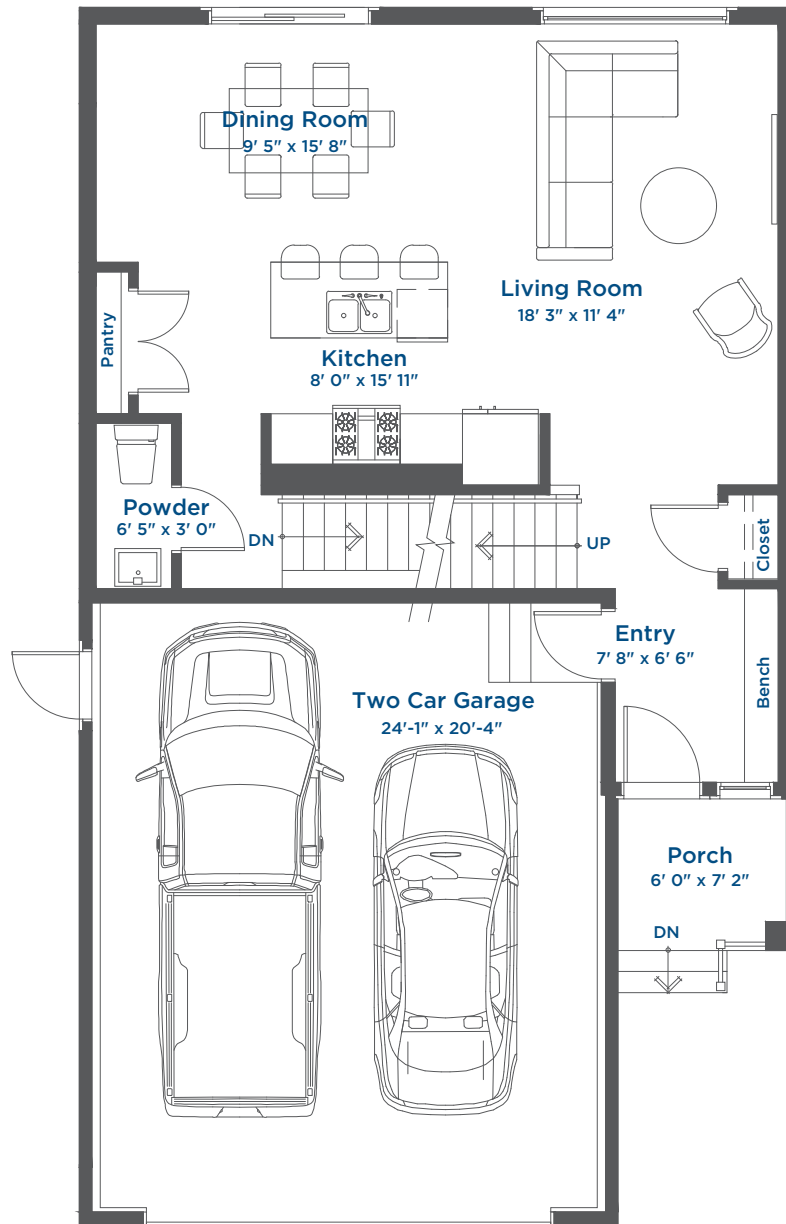 Dining Room
9' 5" x 15' 8"
Living Room
18' 3" x 11' 4"
Pantry
Kitchen
8' 0" x 15' 11"
Powder
6' 5" x 3' 0"
DN
UP
Closet
Entry
7' 8" x 6' 6"
Bench
Two Car Garage
24'-1" x 20'-4"
Porch
6' 0" x 7' 2"
DN